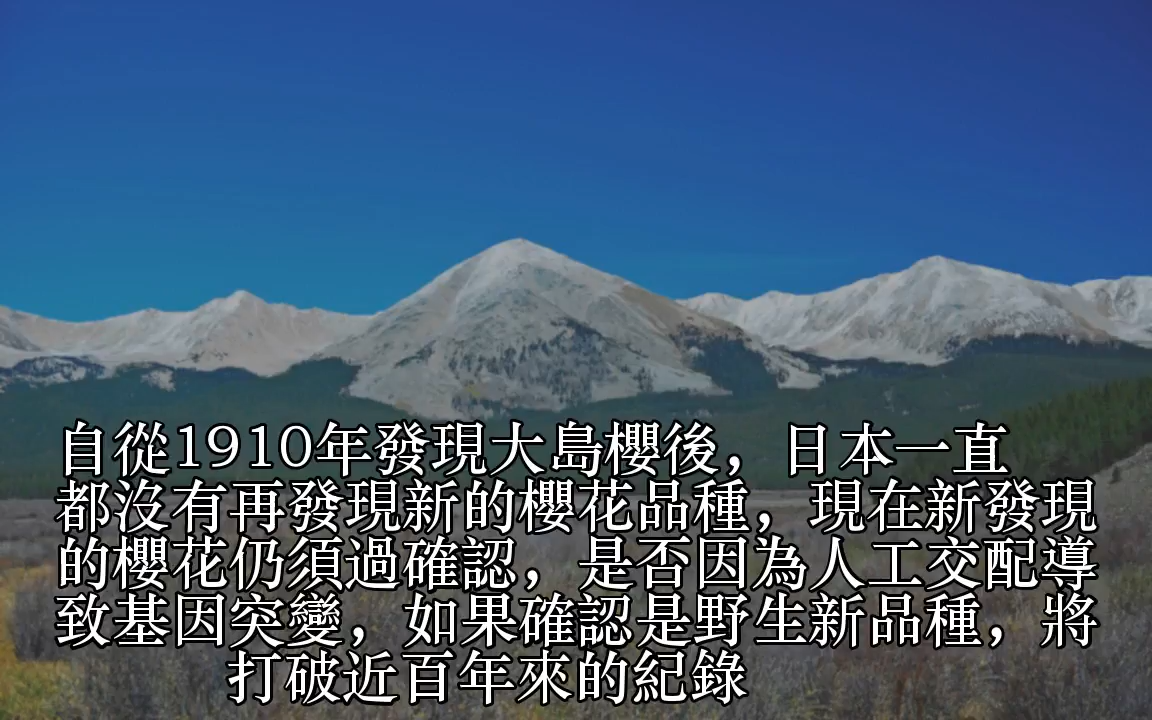 自從1910年發現大島櫻後，日本一直
都沒有再發現新的櫻花品種，現在新發現
的櫻花仍須過確認，是否因為人工交配導
致基因突變，如果確認是野生新品種，將
打破近百年來的紀錄